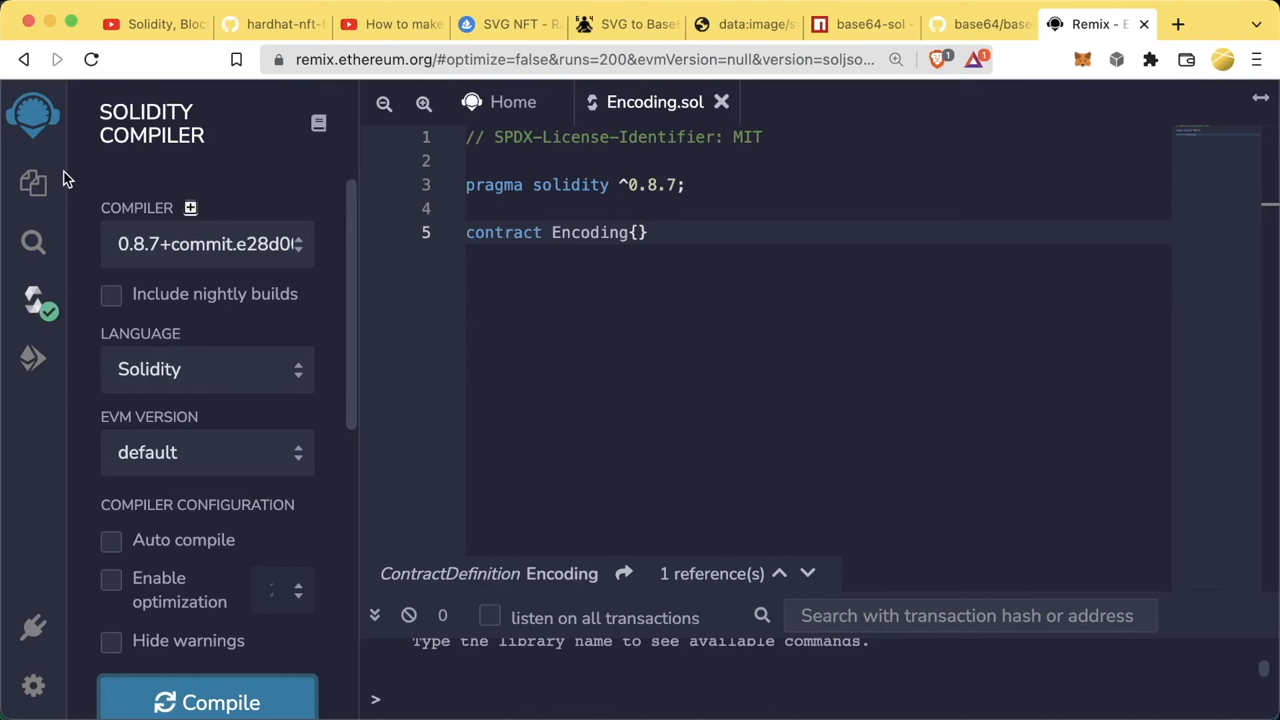 Solidity, Bloc
hardhat-nft-f
How to make
SVG NFT - Ra
SVG to Base6
data:image/s
base64-sol -
base64/base
Remix - E
remix.ethereum.org/#optimize=false&runs=200&evmVersion=null&version=soljso...
1
1
SOLIDITY
COMPILER
Home
Encoding.sol
1 // SPDX-License-Identifier: MIT
2
3 pragma solidity ^0.8.7;
4
5 contract Encoding{}
COMPILER
0.8.7+commit.e28d00
Include nightly builds
LANGUAGE
Solidity
EVM VERSION
default
COMPILER CONFIGURATION
Auto compile
Enable
optimization
Hide warnings
Compile
ContractDefinition Encoding 1 reference(s)
0 listen on all transactions
Search with transaction hash or address
Type the library name to see available commands.
>